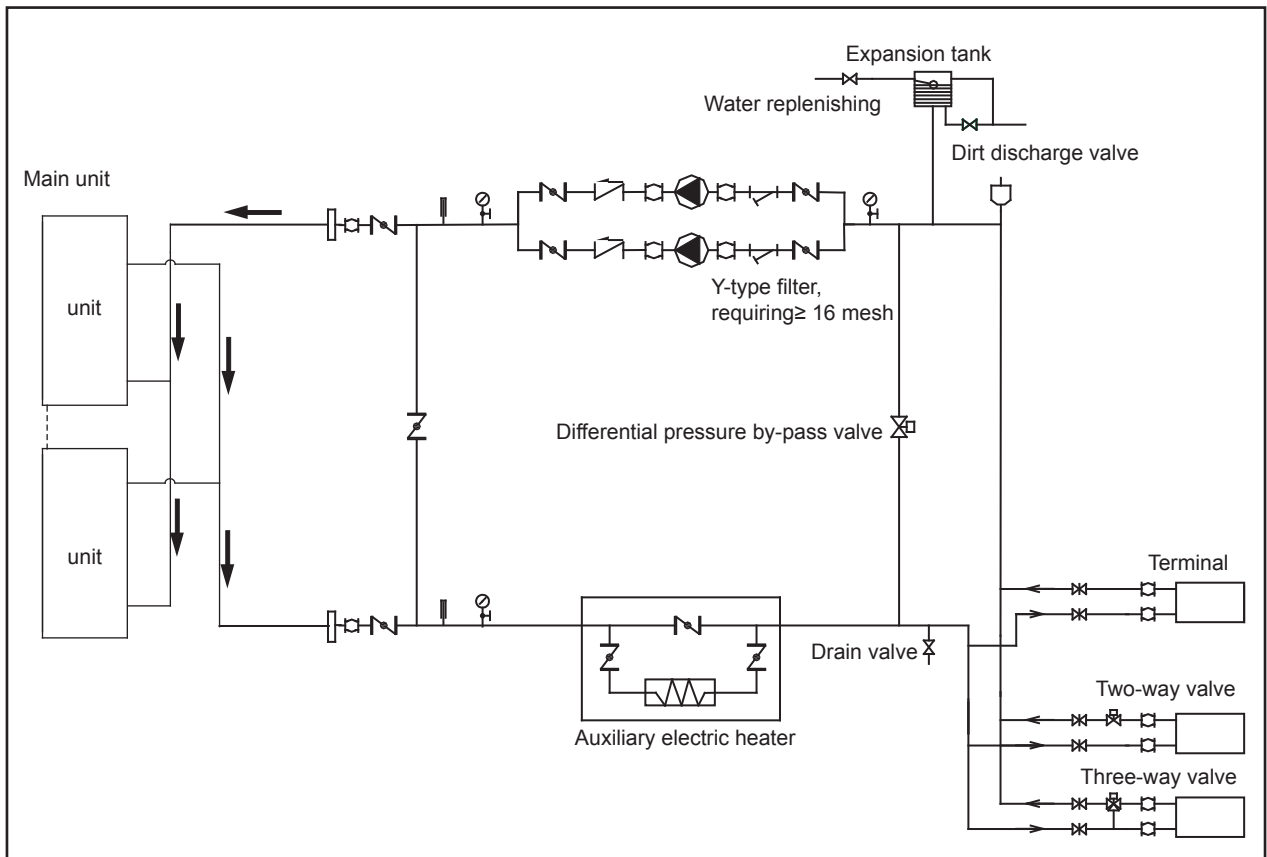 Expansion tank
Water replenishing
Dirt discharge valve
Main unit
unit
Y-type filter,
requiring≥ 16 mesh
Differential pressure by-pass valve
unit
Terminal
Drain valve
Two-way valve
Auxiliary electric heater
Three-way valve